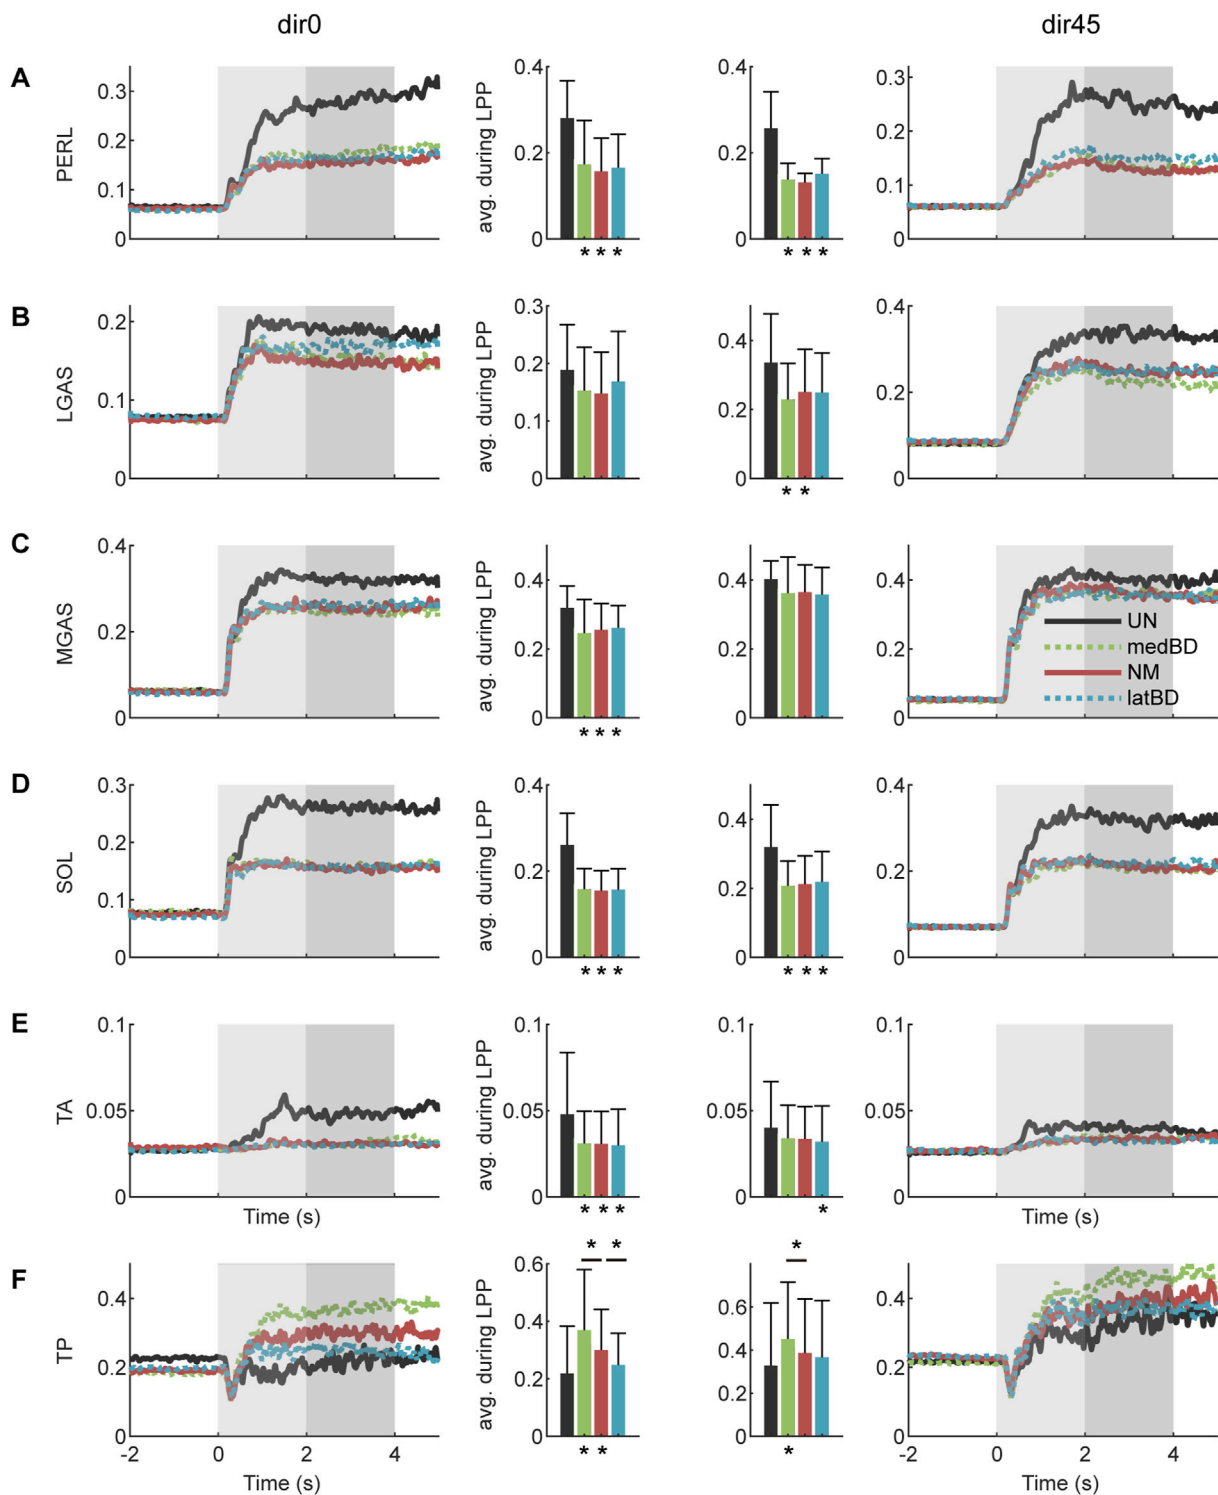 dir0 dir45
A
PERL
0.3
0.2
0.1
0
avg. during LPP
0.4
0.2
0
* * *
0.4
0.2
0
* * *
0.3
0.2
0.1
0
B
LGAS
0.2
0.1
0
avg. during LPP
0.3
0.2
0.1
0
0.4
0.2
0
* *
0.4
0.2
0
C
MGAS
0.4
0.2
0
avg. during LPP
0.4
0.2
0
* * *
0.4
0.2
0
0.4
0.2
0
UN
medBD
NM
latBD
D
SOL
0.3
0.2
0.1
0
avg. during LPP
0.4
0.2
0
* * *
0.4
0.2
0
* * *
0.4
0.2
0
E
TA
0.1
0.05
0
Time (s)
avg. during LPP
0.1
0.05
0
* * *
0.1
0.05
0
*
0.1
0.05
0
Time (s)
F
TP
0.4
0.2
0
-2 0 2 4
Time (s)
avg. during LPP
* *
0.6
0.4
0.2
0
* *
*
0.6
0.4
0.2
0
*
0.4
0.2
0
-2 0 2 4
Time (s)